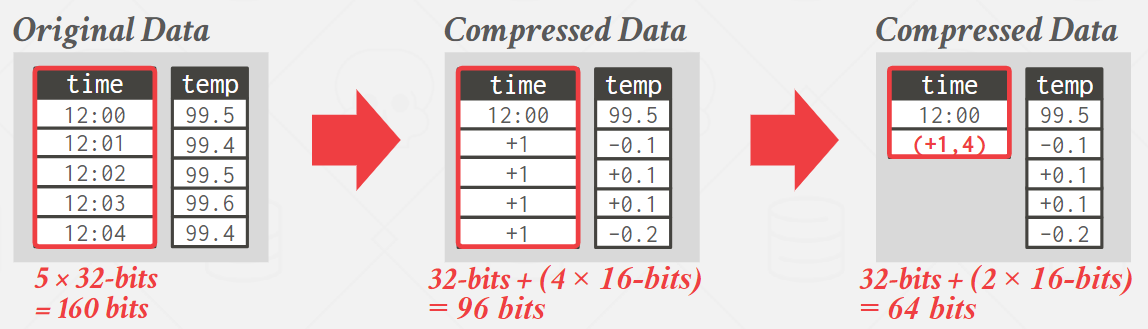 Original Data
time temp
12:00 99.5
12:01 99.4
12:02 99.5
12:03 99.6
12:04 99.4
5 × 32-bits
= 160 bits
Compressed Data
time temp
12:00 99.5
+1 -0.1
+1 +0.1
+1 +0.1
+1 -0.2
32-bits + (4 × 16-bits)
= 96 bits
Compressed Data
time temp
12:00 99.5
(+1,4) -0.1
+0.1
+0.1
-0.2
32-bits + (2 × 16-bits)
= 64 bits